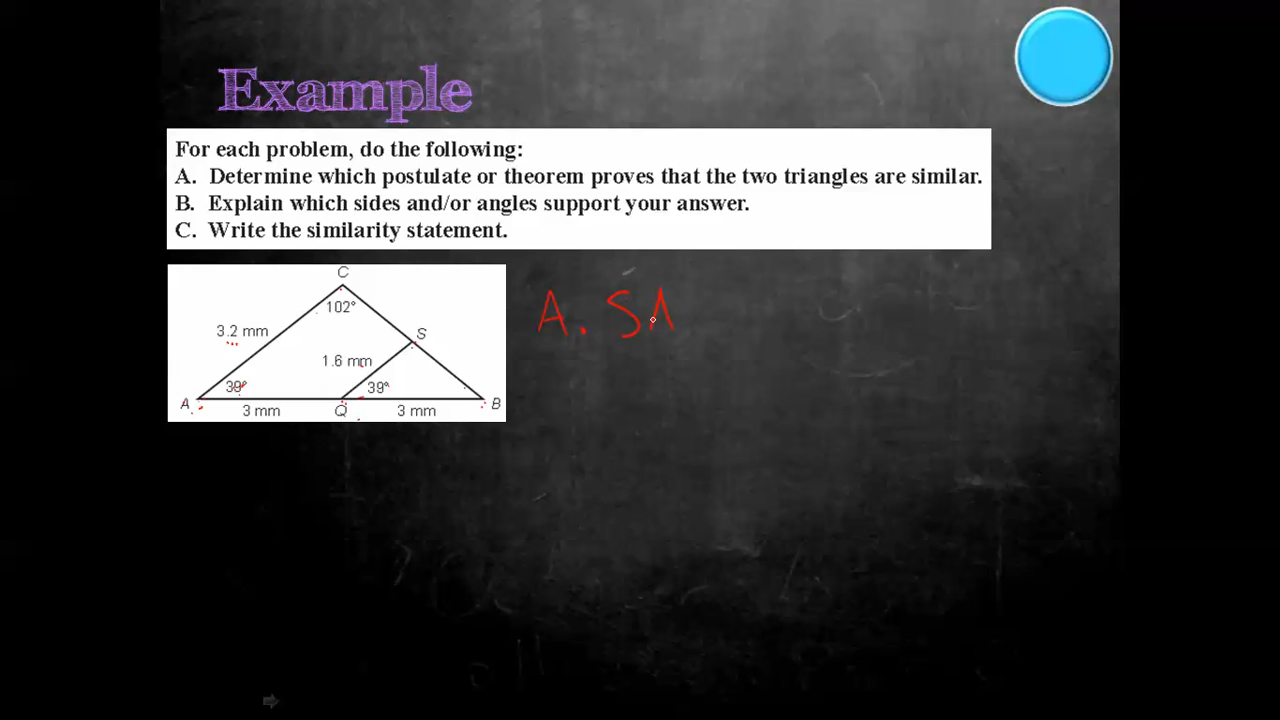 Example
For each problem, do the following:
A. Determine which postulate or theorem proves that the two triangles are similar.
B. Explain which sides and/or angles support your answer.
C. Write the similarity statement.
C
102°
3.2 mm
S
1.6 mm
39°
39°
A
3 mm
Q
3 mm
B
A. SA